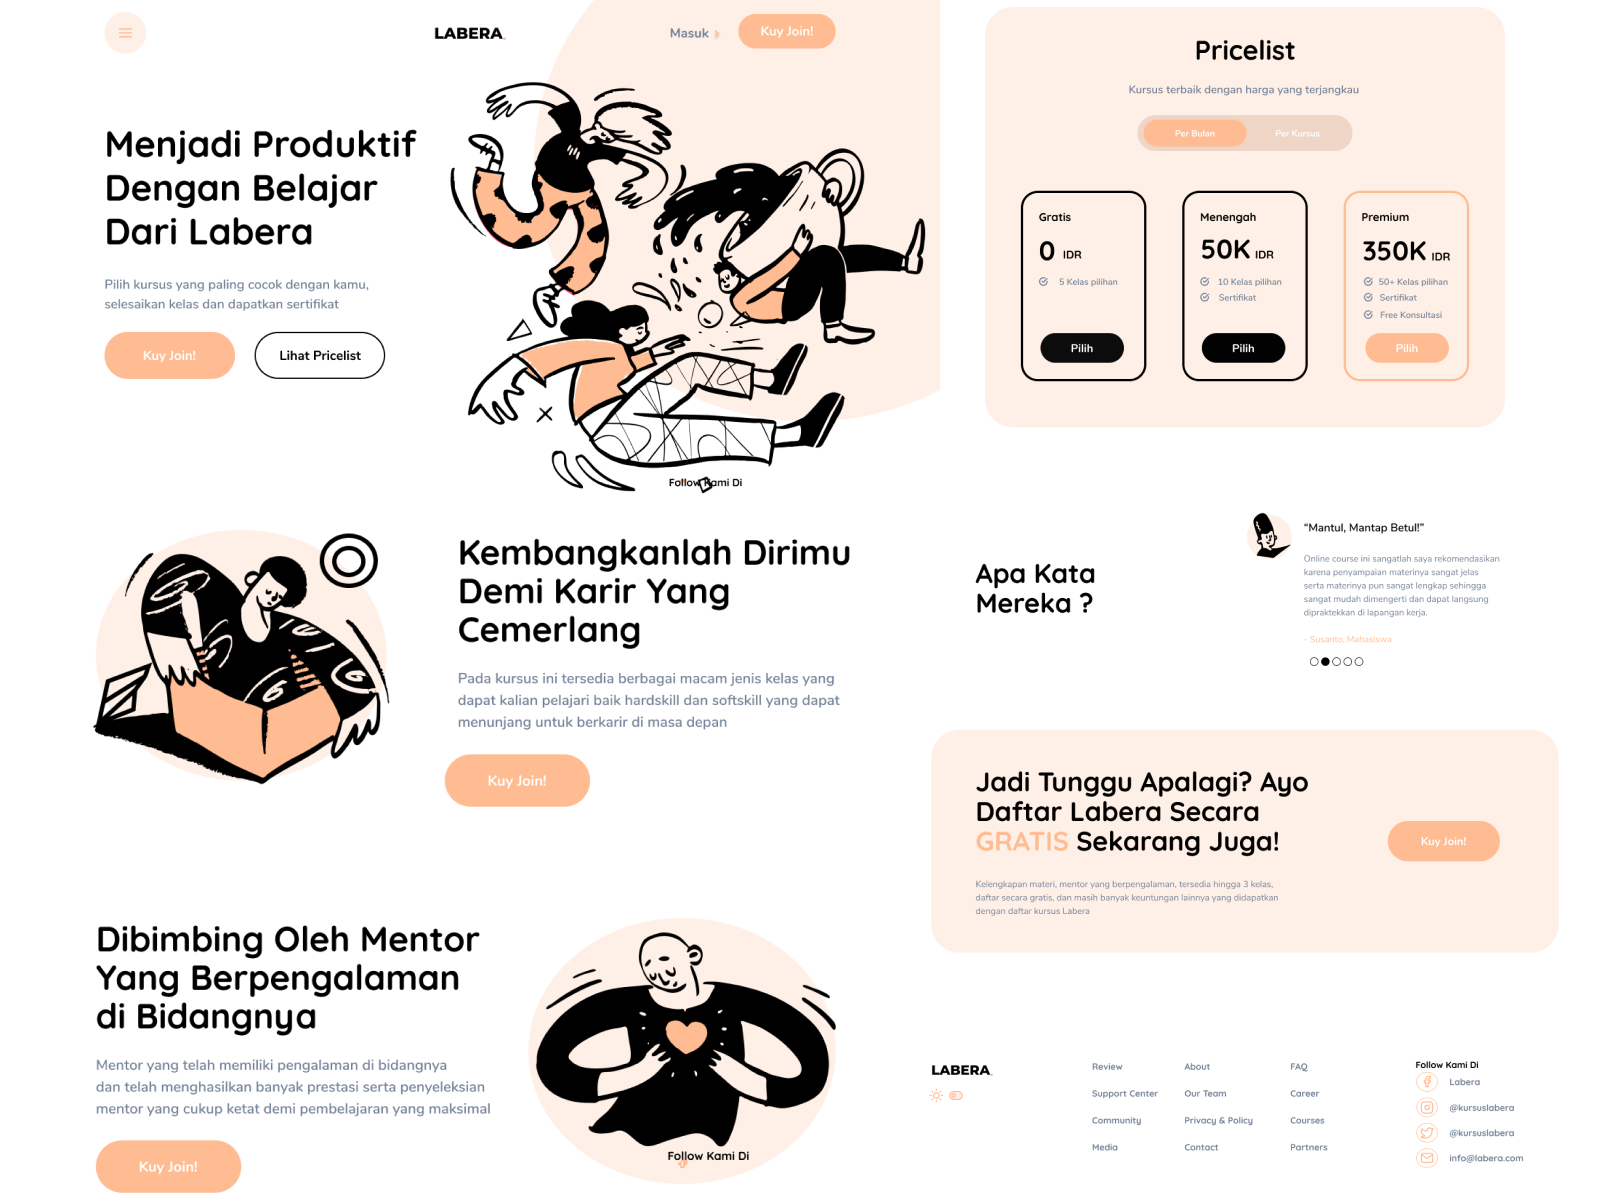 LABERA.
Masuk
Kuy Join!
Menjadi Produktif
Dengan Belajar
Dari Labera
Pilih kursus yang paling cocok dengan kamu,
selesaikan kelas dan dapatkan sertifikat
Kuy Join!
Lihat Pricelist
Follow Kami Di
Kembangkanlah Dirimu
Demi Karir Yang
Cemerlang
Pada kursus ini tersedia berbagai macam jenis kelas yang
dapat kalian pelajari baik hardskill dan softskill yang dapat
menunjang untuk berkarir di masa depan
Kuy Join!
Dibimbing Oleh Mentor
Yang Berpengalaman
di Bidangnya
Mentor yang telah memiliki pengalaman di bidangnya
dan telah menghasilkan banyak prestasi serta penyeleksian
mentor yang cukup ketat demi pembelajaran yang maksimal
Kuy Join!
Follow Kami Di
Pricelist
Kursus terbaik dengan harga yang terjangkau
Per Bulan
Per Kursus
Gratis
0 IDR
5 Kelas pilihan
Pilih
Menengah
50K IDR
10 Kelas pilihan
Sertifikat
Pilih
Premium
350K IDR
50+ Kelas pilihan
Sertifikat
Free Konsultasi
Pilih
Apa Kata
Mereka ?
“Mantul, Mantap Betul!”
Online course ini sangatlah saya rekomendasikan
karena penyampaian materinya sangat jelas
serta materinya pun sangat lengkap sehingga
sangat mudah dimengerti dan dapat langsung
dipraktekkan di lapangan kerja.
- Susanto, Mahasiswa
Jadi Tunggu Apalagi? Ayo
Daftar Labera Secara
GRATIS Sekarang Juga!
Kelengkapan materi, mentor yang berpengalaman, tersedia hingga 3 kelas,
daftar secara gratis, dan masih banyak keuntungan lainnya yang didapatkan
dengan daftar kursus Labera
Kuy Join!
LABERA
Review
Support Center
Community
Media
About
Our Team
Privacy & Policy
Contact
FAQ
Career
Courses
Partners
Follow Kami Di
Labera
@kursuslabera
@kursuslabera
info@labera.com